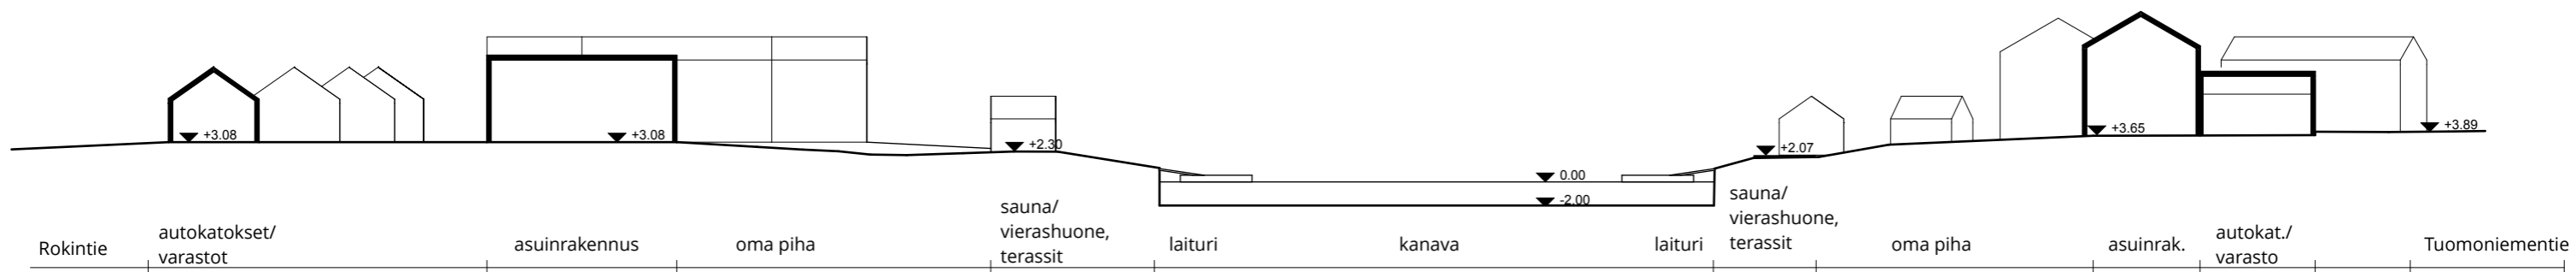 +3.08
+3.08
+2.30
0.00
-2.00
+2.07
+3.65
+3.89
Rokintie
autokatokset/
varastot
asuinrakennus
oma piha
sauna/
vierashuone,
terassit
laituri
kanava
laituri
sauna/
vierashuone,
terassit
oma piha
asuinrak.
autokat./
varasto
Tuomoniementie